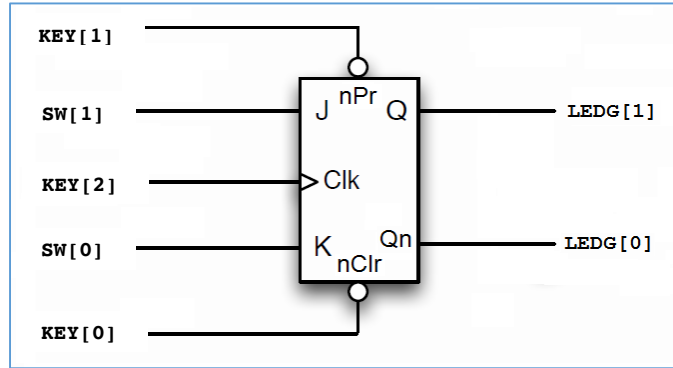 KEY[1]
nPr
SW[1] J Q LEDG[1]
KEY[2] Clk
SW[0] K Qn LEDG[0]
nClr
KEY[0]